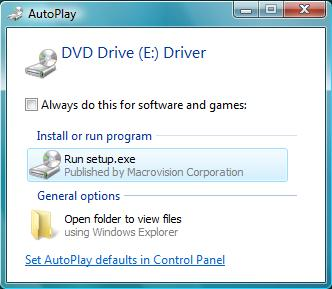 AutoPlay
DVD Drive (E:) Driver
Always do this for software and games:
Install or run program
Run setup.exe
Published by Macrovision Corporation
General options
Open folder to view files
using Windows Explorer
Set AutoPlay defaults in Control Panel